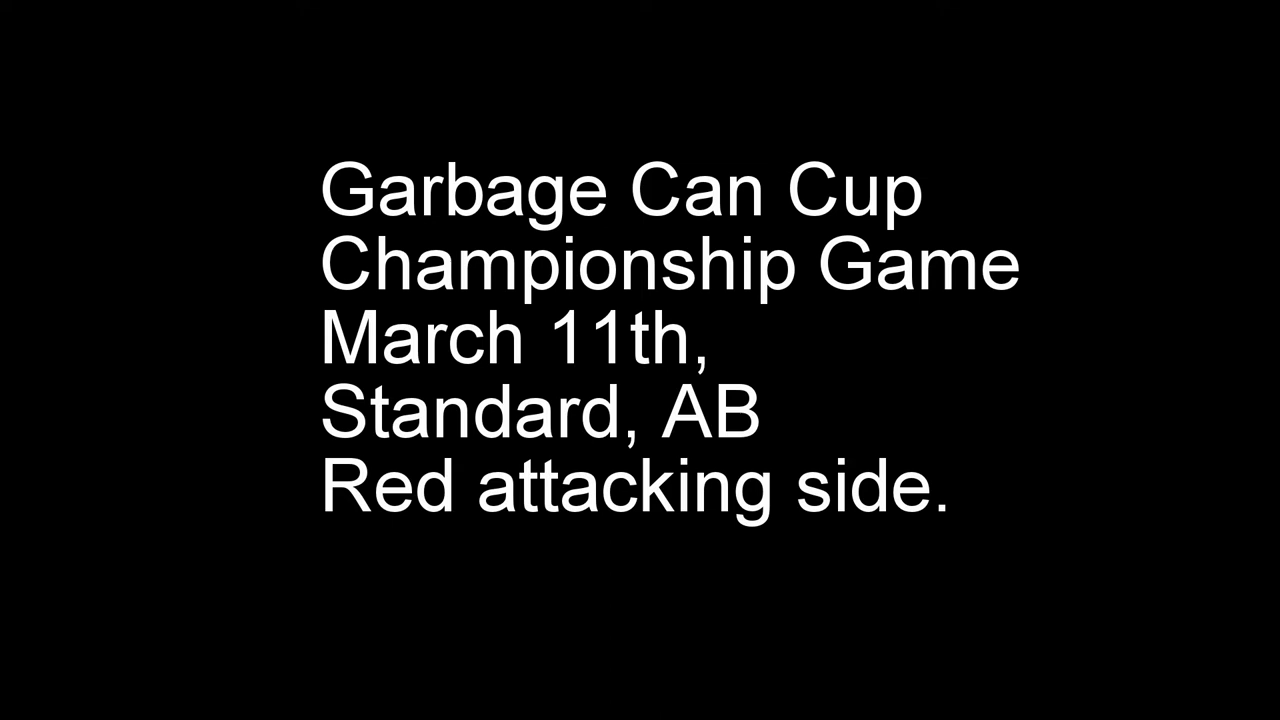 Garbage Can Cup
Championship Game
March 11th,
Standard, AB
Red attacking side.